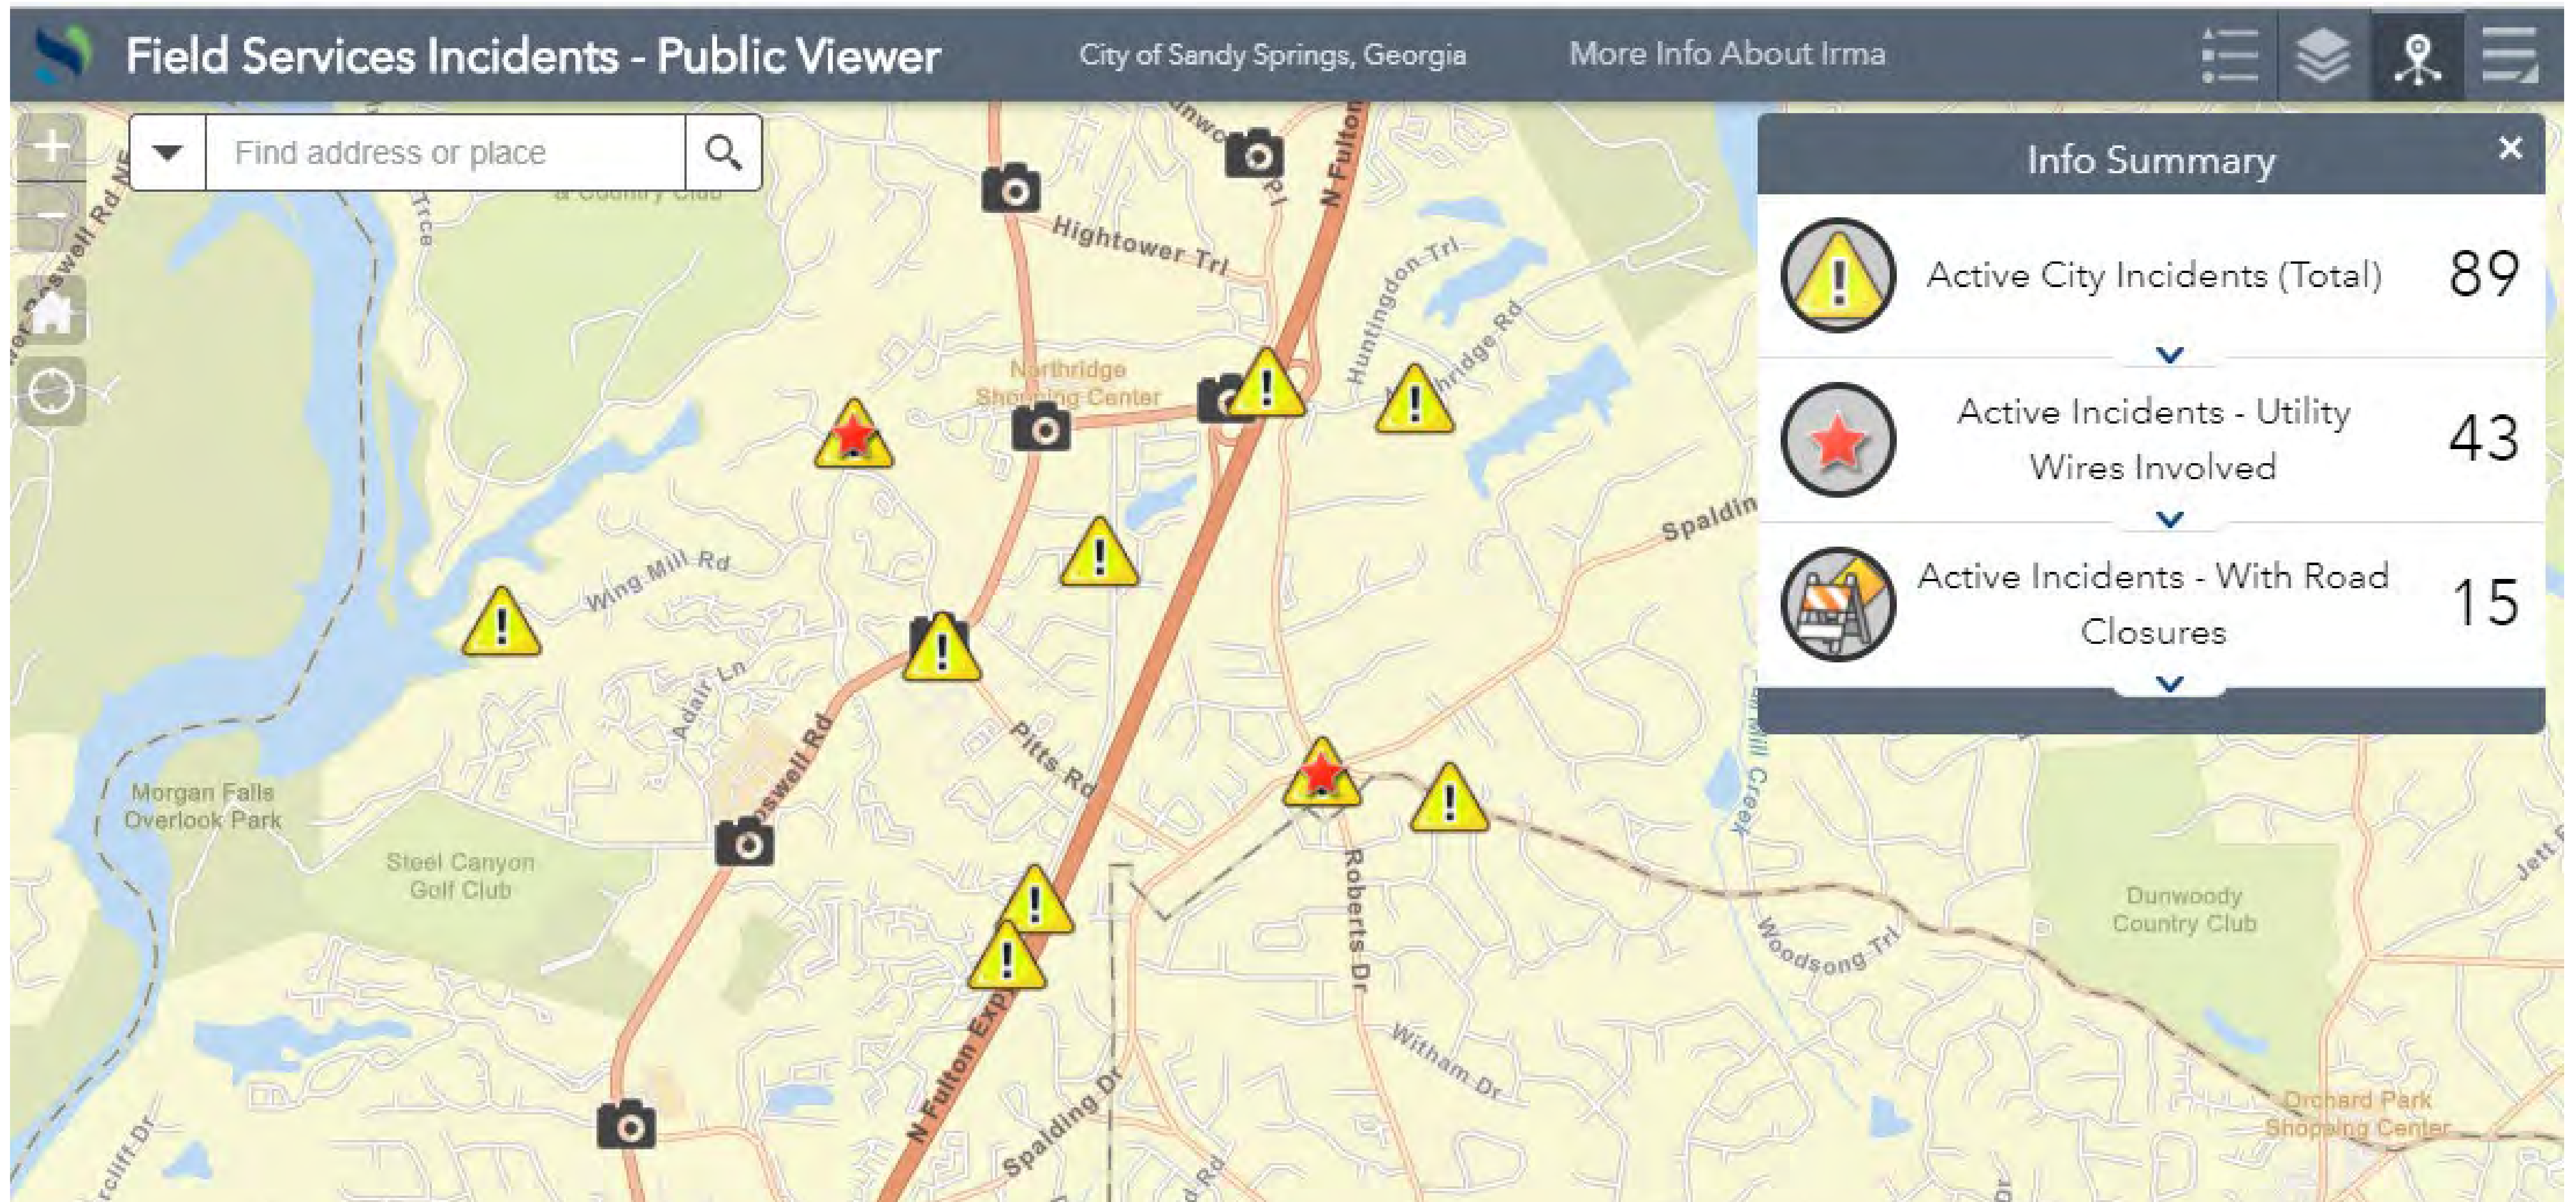 Field Services Incidents - Public Viewer
City of Sandy Springs, Georgia
More Info About Irma
Find address or place
Info Summary
Active City Incidents (Total)
89
Active Incidents - Utility
Wires Involved
43
Active Incidents - With Road
Closures
15
N Fulton
Hightower Trl
Huntingdon Trl
Northridge
Shopping Center
Spaldin
Wing Mill Rd
Adair Ln
Roswell Rd
Pitts Rd
Morgan Falls
Overlook Park
Steel Canyon
Golf Club
Roberts Dr
Dunwoody
Country Club
Woodsong Trl
Witham Dr
N Fulton Exp
Spalding Dr
Orchard Park
Shopping Center